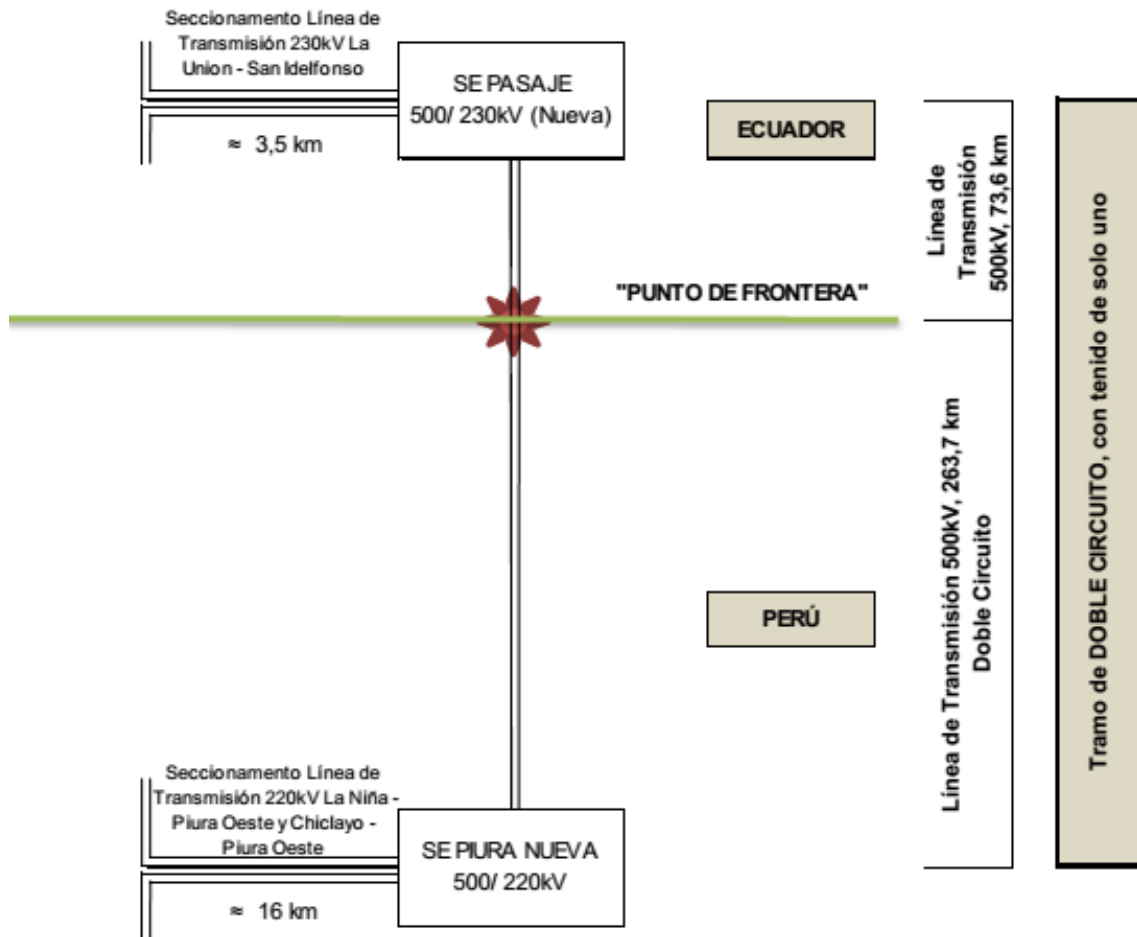 Seccionamento Línea de
Transmisión 230kV La
Union - San Idelfonso
≈ 3,5 km
SE PASAJE
500/ 230kV (Nueva)
ECUADOR
Línea de
Transmisión
500kV, 73,6 km
"PUNTO DE FRONTERA"
Tramo de DOBLE CIRCUITO, con tenido de solo uno
Línea de Transmisión 500kV, 263,7 km
Doble Circuito
PERÚ
Seccionamento Línea de
Transmisión 220kV La Niña -
Piura Oeste y Chiclayo -
Piura Oeste
≈ 16 km
SE PIURA NUEVA
500/ 220kV